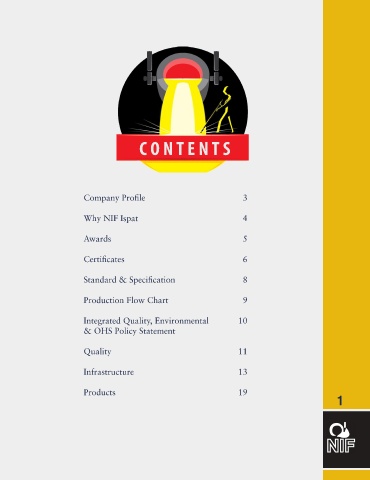 CONTENTS
Company Profile 3
Why NIF Ispat 4
Awards 5
Certificates 6
Standard & Specification 8
Production Flow Chart 9
Integrated Quality, Environmental 10
& OHS Policy Statement
Quality 11
Infrastructure 13
Products 19
1
NIF